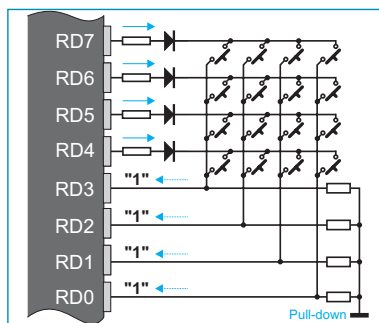 RD7
RD6
RD5
RD4
RD3 "1"
RD2 "1"
RD1 "1"
RD0 "1"
Pull-down